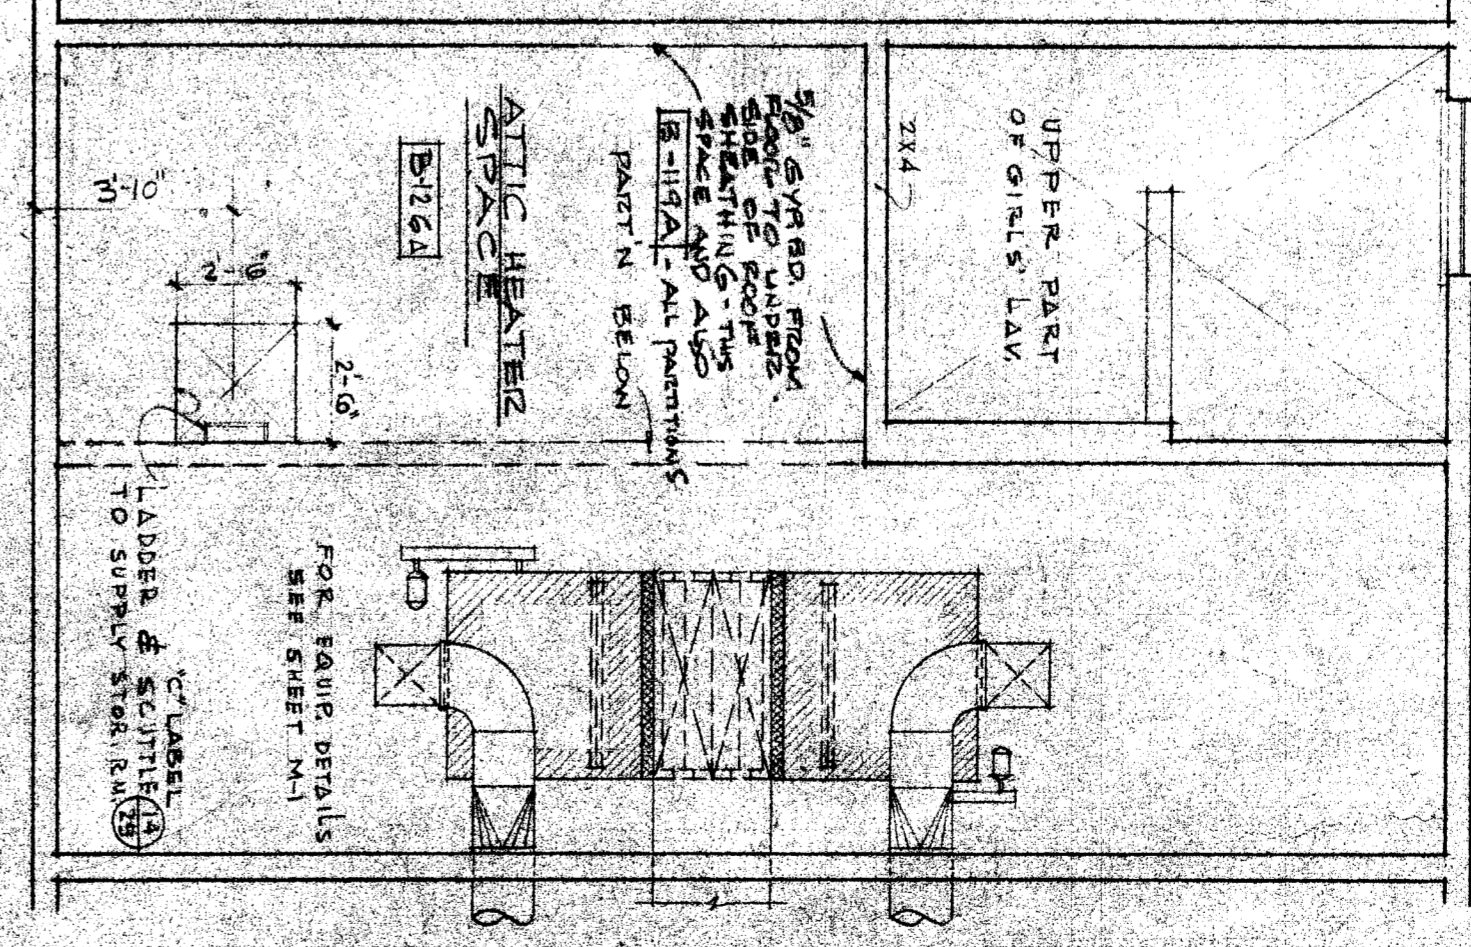 UPPER PART
OF GIRLS' LAV.
2X4
5/8" GYP. BD. FROM
FLOOR TO UNDER-
SIDE OF ROOF
SHEATHING - THIS
SPACE AND ALSO
B-119A - ALL PARTITIONS
PART'N BELOW
ATTIC HEATER
SPACE
B-126A
3'-10"
2'-6"
2'-6"
FOR EQUIP. DETAILS
SEE SHEET M-1
"C" LABEL
LADDER & SCUTTLE
TO SUPPLY STOR. RM.
14